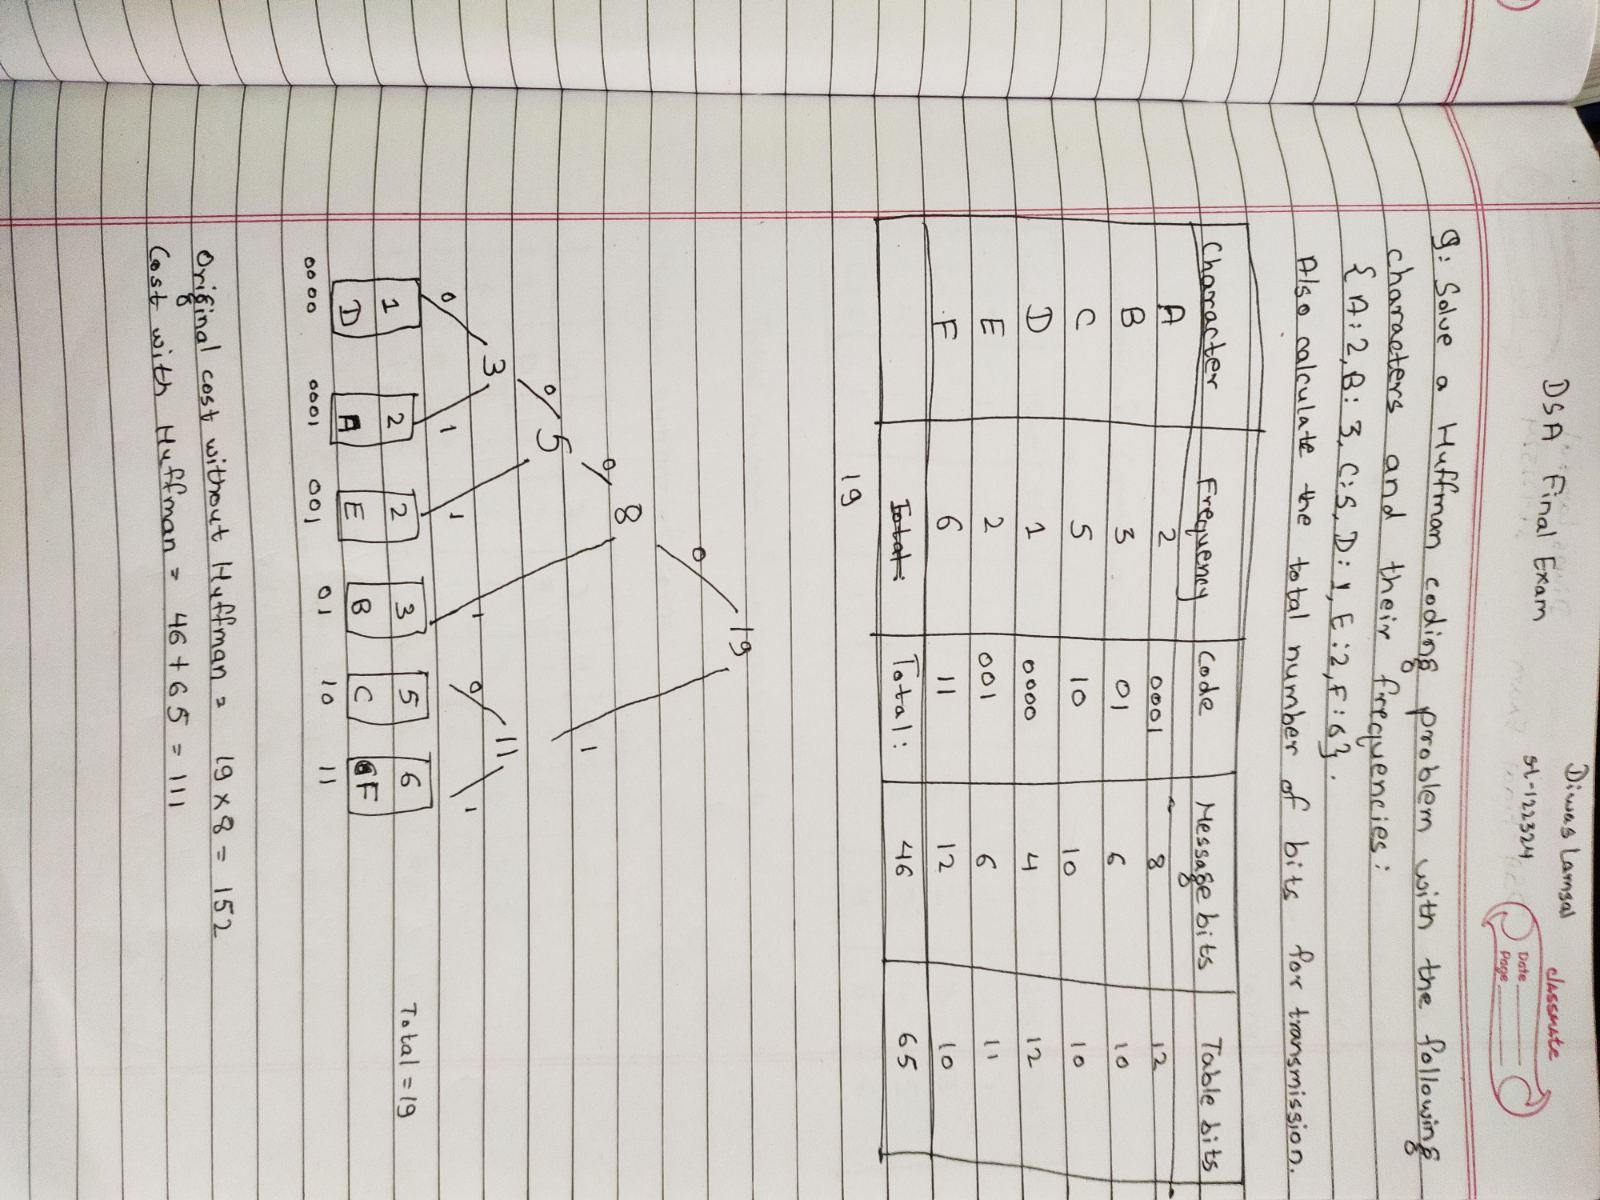 DSA Final Exam
Diwas Lamsal
st-122324
classmate
Date
Page
Q: Solve a Huffman coding problem with the following
characters and their frequencies:
{A:2, B: 3, C:5, D: 1, E:2, F:6}.
Also calculate the total number of bits for transmission.
Character Frequency Code Message bits Table bits
A 2 0001 8 12
B 3 01 6 10
C 5 10 10 10
D 1 0000 4 12
E 2 001 6 11
F 6 11 12 10
Total: Total: 46 65
19
19
0
8
0
1
0 5
3 11
0 1 1 1 0 1
1 2 2 3 5 6
D A E B C F
Total = 19
0000 0001 001 01 10 11
Original cost without Huffman = 19 x 8 = 152
Cost with Huffman = 46 + 65 = 111